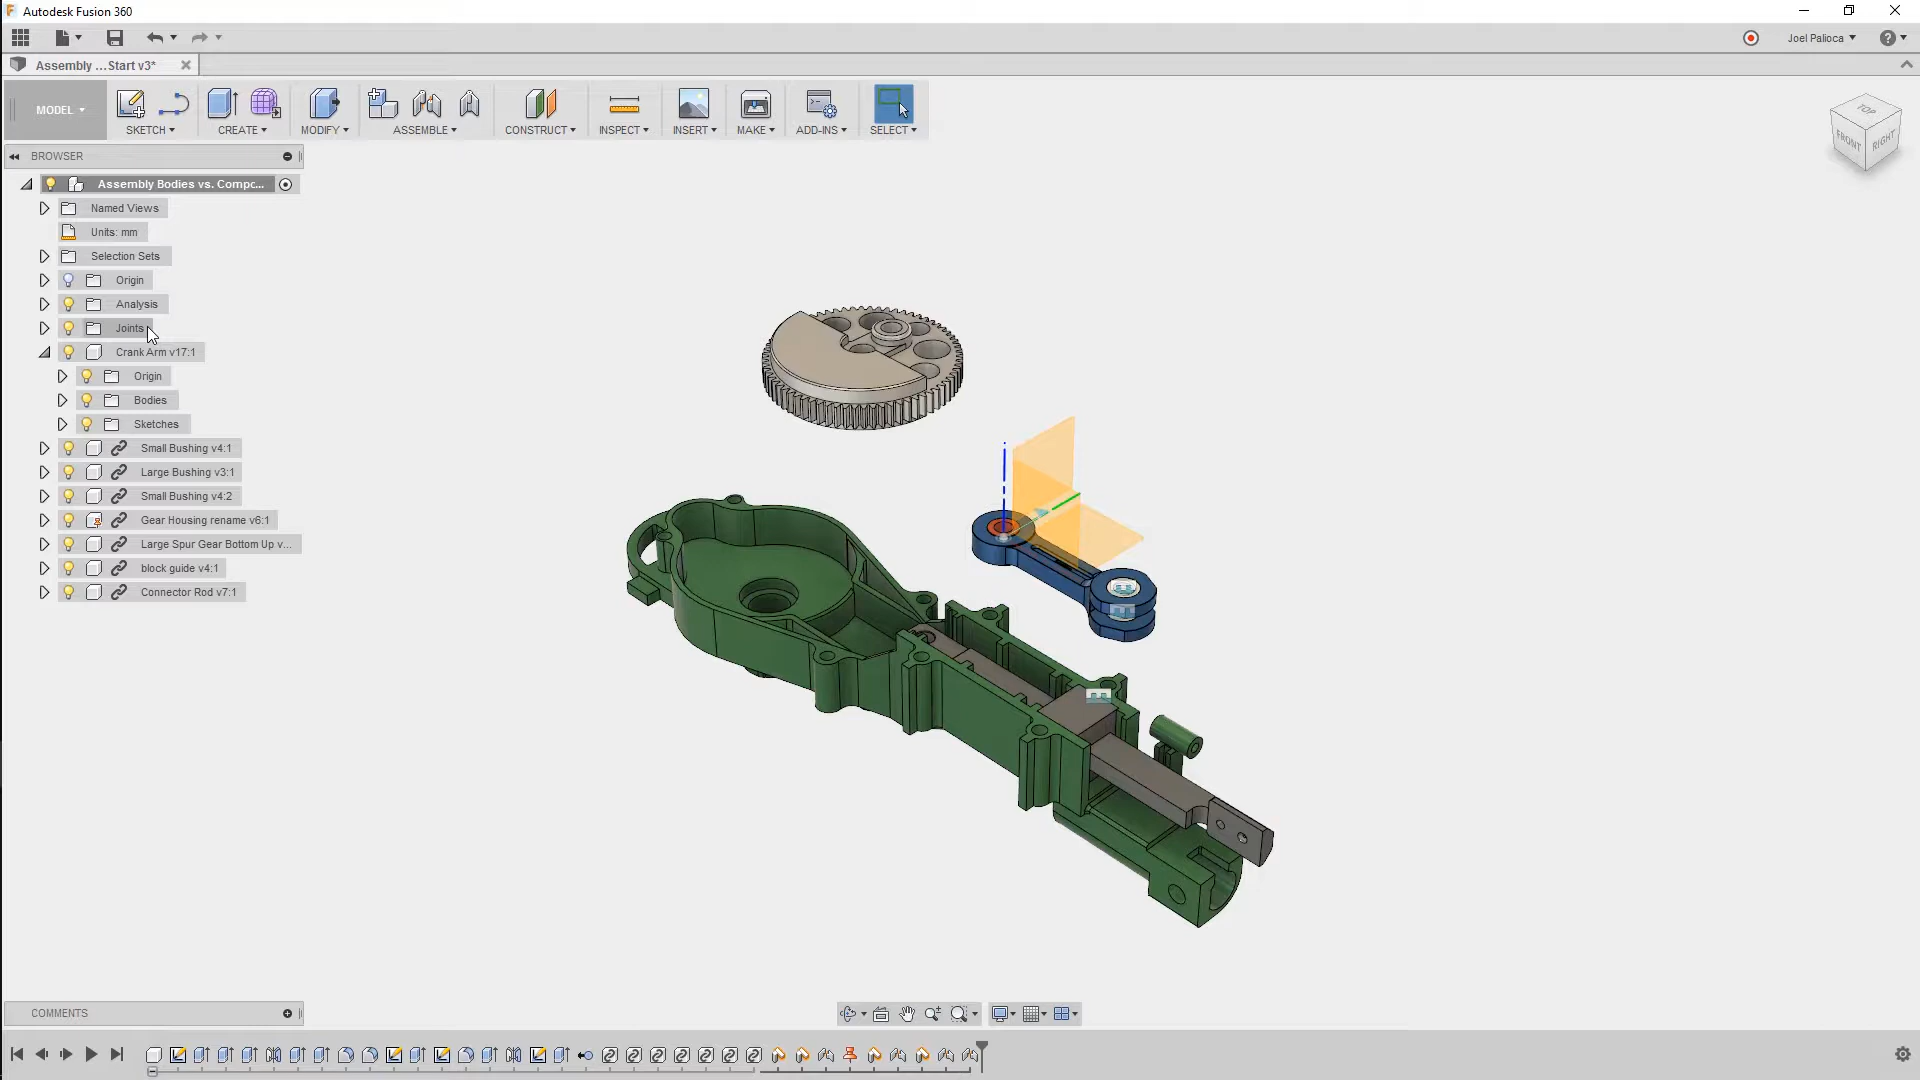 Autodesk Fusion 360
Joel Palioca
Assembly ...Start v3*
MODEL
SKETCH
CREATE
MODIFY
ASSEMBLE
CONSTRUCT
INSPECT
INSERT
MAKE
ADD-INS
SELECT
TOP
FRONT
RIGHT
BROWSER
Assembly Bodies vs. Compc...
Named Views
Units: mm
Selection Sets
Origin
Analysis
Joints
Crank Arm v17:1
Origin
Bodies
Sketches
Small Bushing v4:1
Large Bushing v3:1
Small Bushing v4:2
Gear Housing rename v6:1
Large Spur Gear Bottom Up v...
block guide v4:1
Connector Rod v7:1
COMMENTS